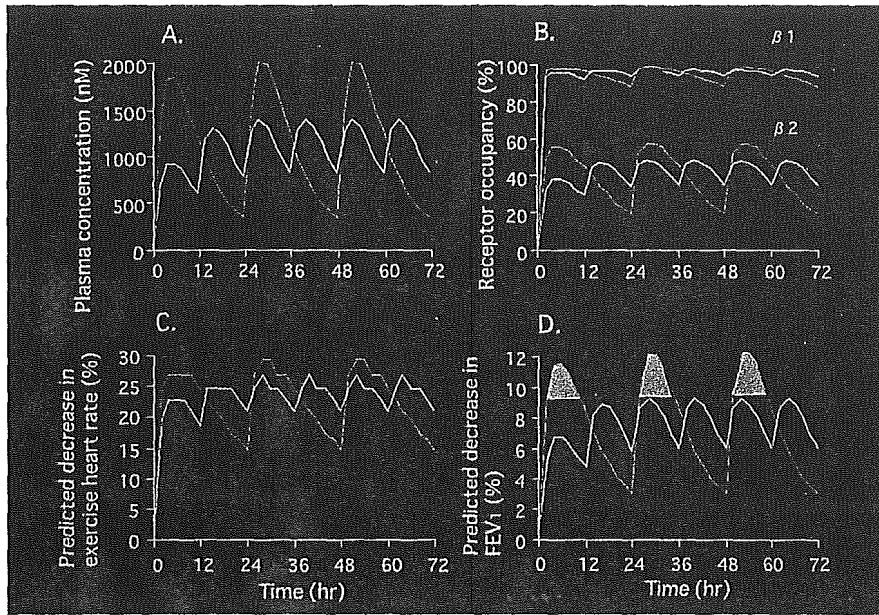 A.
Plasma concentration (nM)
2000
1500
1000
500
0
0 12 24 36 48 60 72
B.
β1
β2
Receptor occupancy (%)
100
80
60
40
20
0
0 12 24 36 48 60 72
C.
Predicted decrease in
exercise heart rate (%)
30
25
20
15
10
5
0
0 12 24 36 48 60 72
Time (hr)
D.
Predicted decrease in
FEV1 (%)
12
10
8
6
4
2
0
0 12 24 36 48 60 72
Time (hr)